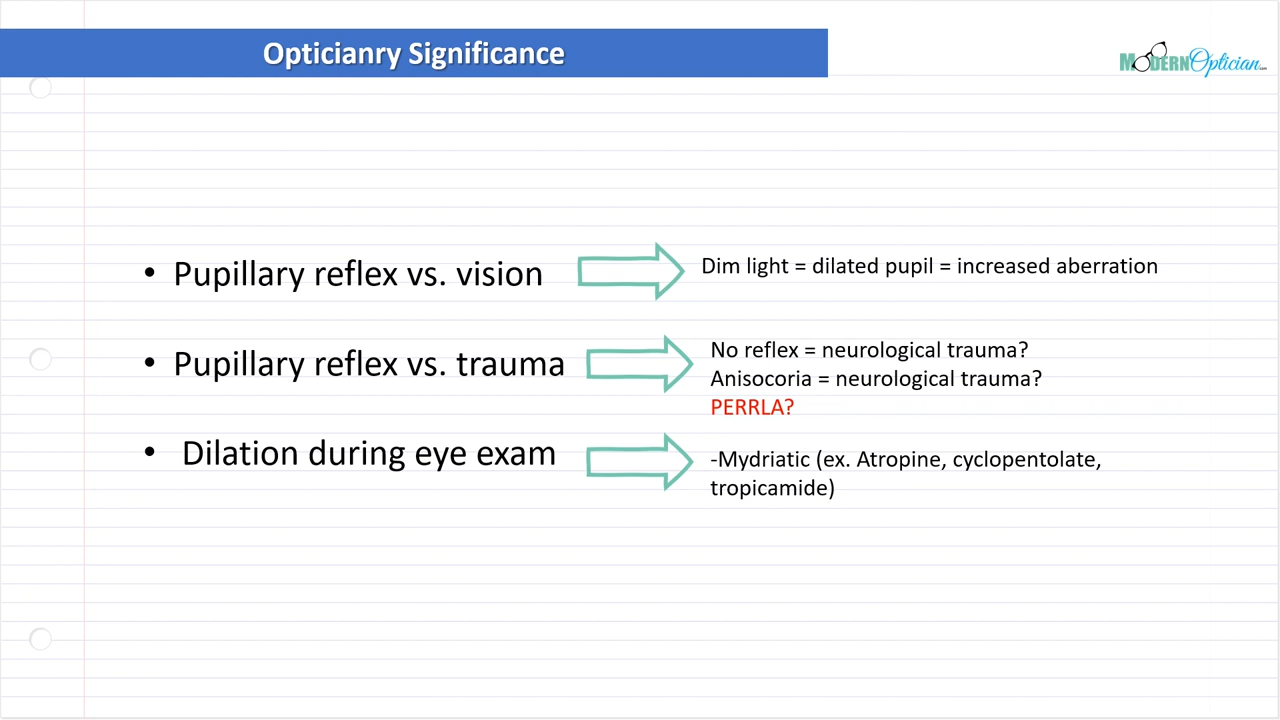 Opticianry Significance
MODERNOptician.com
• Pupillary reflex vs. vision
Dim light = dilated pupil = increased aberration
• Pupillary reflex vs. trauma
No reflex = neurological trauma?
Anisocoria = neurological trauma?
PERRLA?
• Dilation during eye exam
-Mydriatic (ex. Atropine, cyclopentolate,
tropicamide)